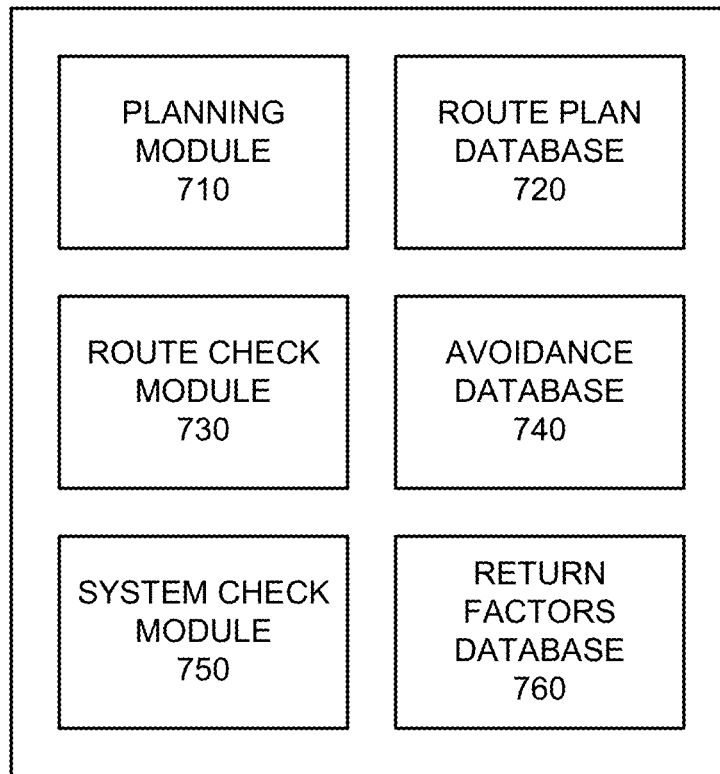 PLANNING
MODULE
710
ROUTE PLAN
DATABASE
720
ROUTE CHECK
MODULE
730
AVOIDANCE
DATABASE
740
SYSTEM CHECK
MODULE
750
RETURN
FACTORS
DATABASE
760